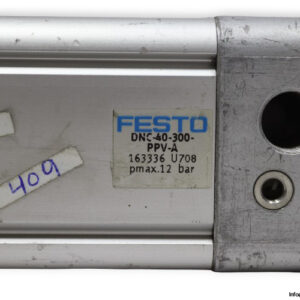 FESTO
DNC-40-300-
PPV-A
163336 U708
pmax.12 bar
409